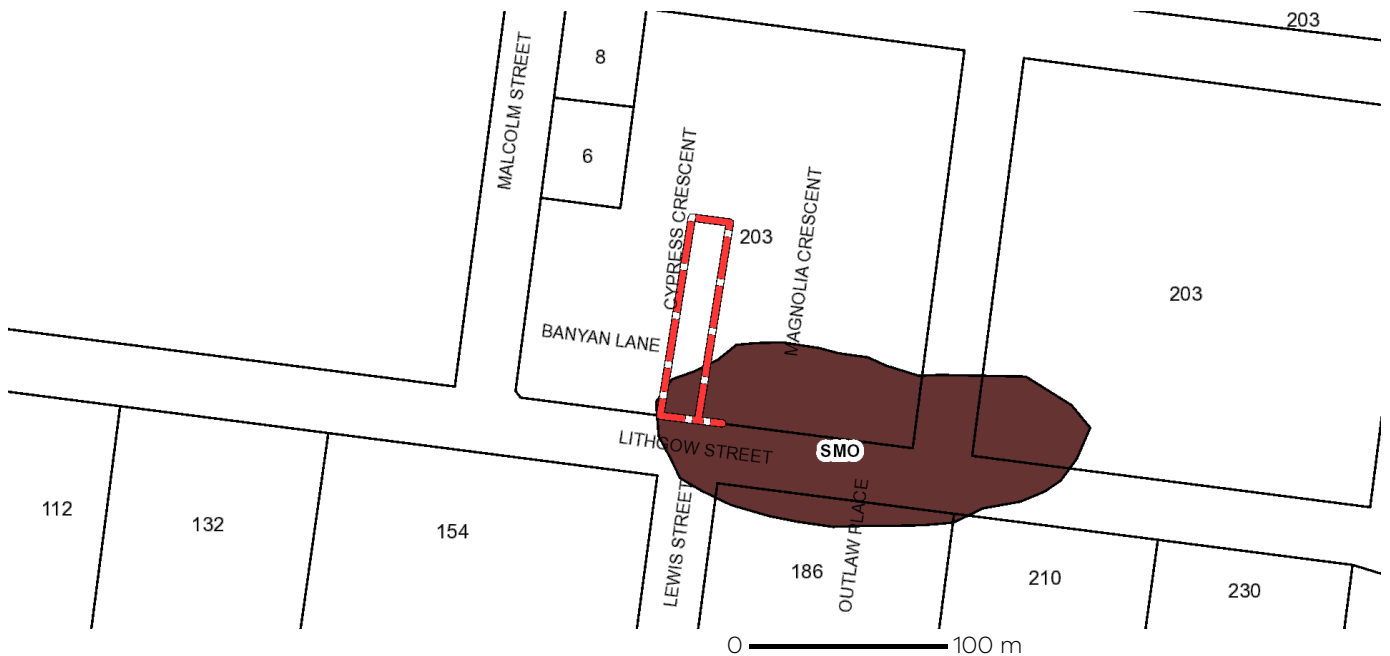 203
8
MALCOLM STREET
6
CYPRESS CRESCENT
MAGNOLIA CRESCENT
203
203
BANYAN LANE
LITHGOW STREET
SMO
LEWIS STREET
OUTLAW PLACE
112
132
154
186
210
230
0 100 m